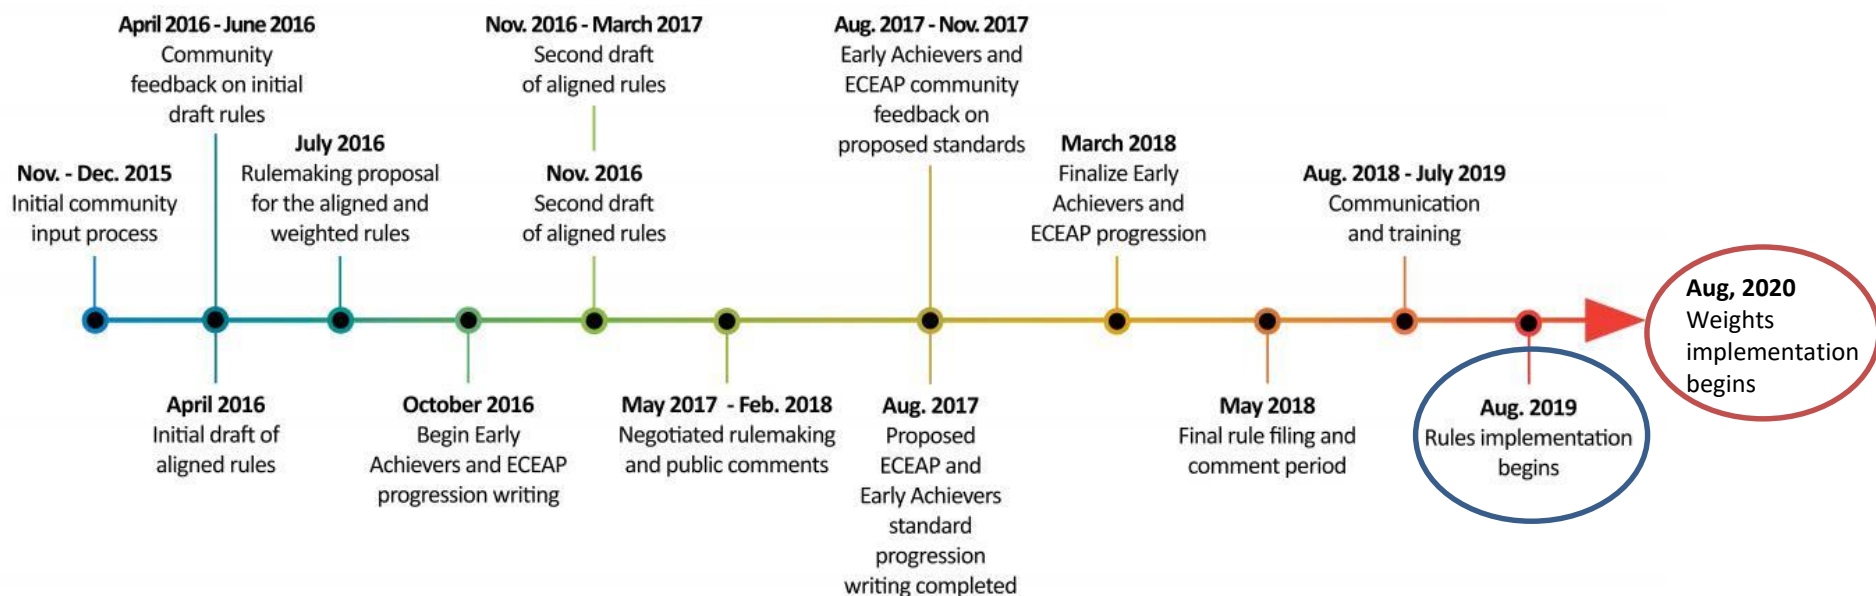 Nov. - Dec. 2015
Initial community
input process
April 2016 - June 2016
Community
feedback on initial
draft rules
April 2016
Initial draft of
aligned rules
July 2016
Rulemaking proposal
for the aligned and
weighted rules
October 2016
Begin Early
Achievers and ECEAP
progression writing
Nov. 2016 - March 2017
Second draft
of aligned rules
Nov. 2016
Second draft
of aligned rules
May 2017 - Feb. 2018
Negotiated rulemaking
and public comments
Aug. 2017 - Nov. 2017
Early Achievers and
ECEAP community
feedback on
proposed standards
Aug. 2017
Proposed
ECEAP and
Early Achievers
standard
progression
writing completed
March 2018
Finalize Early
Achievers and
ECEAP progression
May 2018
Final rule filing and
comment period
Aug. 2018 - July 2019
Communication
and training
Aug. 2019
Rules implementation
begins
Aug, 2020
Weights
implementation
begins